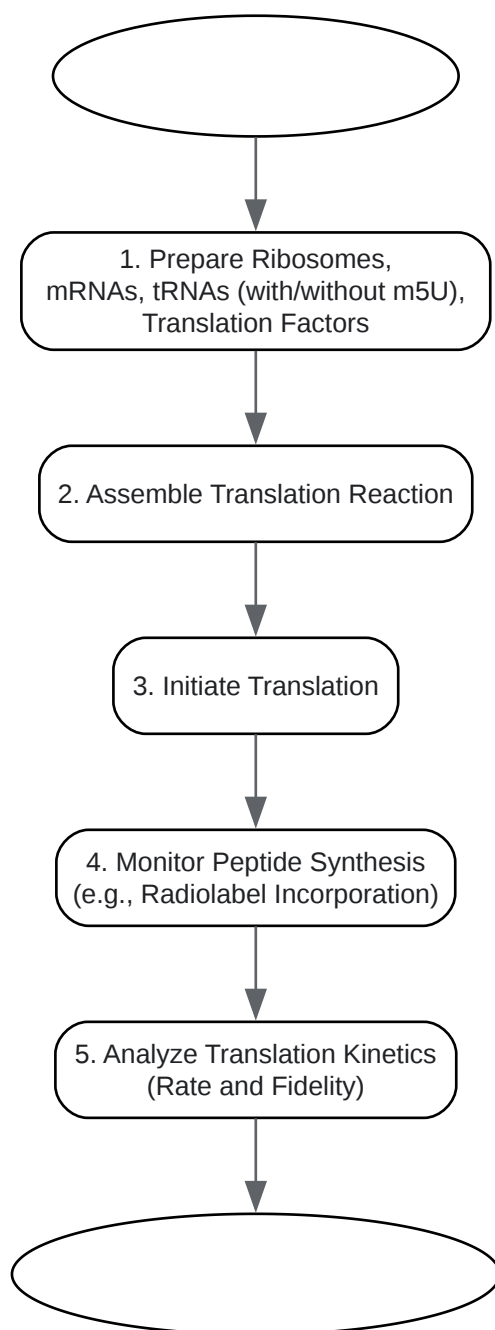 1. Prepare Ribosomes,
mRNAs, tRNAs (with/without m5U),
Translation Factors
2. Assemble Translation Reaction
3. Initiate Translation
4. Monitor Peptide Synthesis
(e.g., Radiolabel Incorporation)
5. Analyze Translation Kinetics
(Rate and Fidelity)